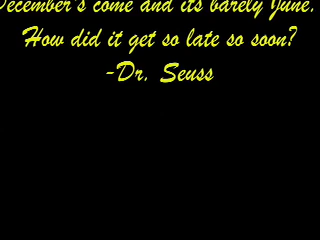 December's come and its barely June.
How did it get so late so soon?
-Dr. Seuss